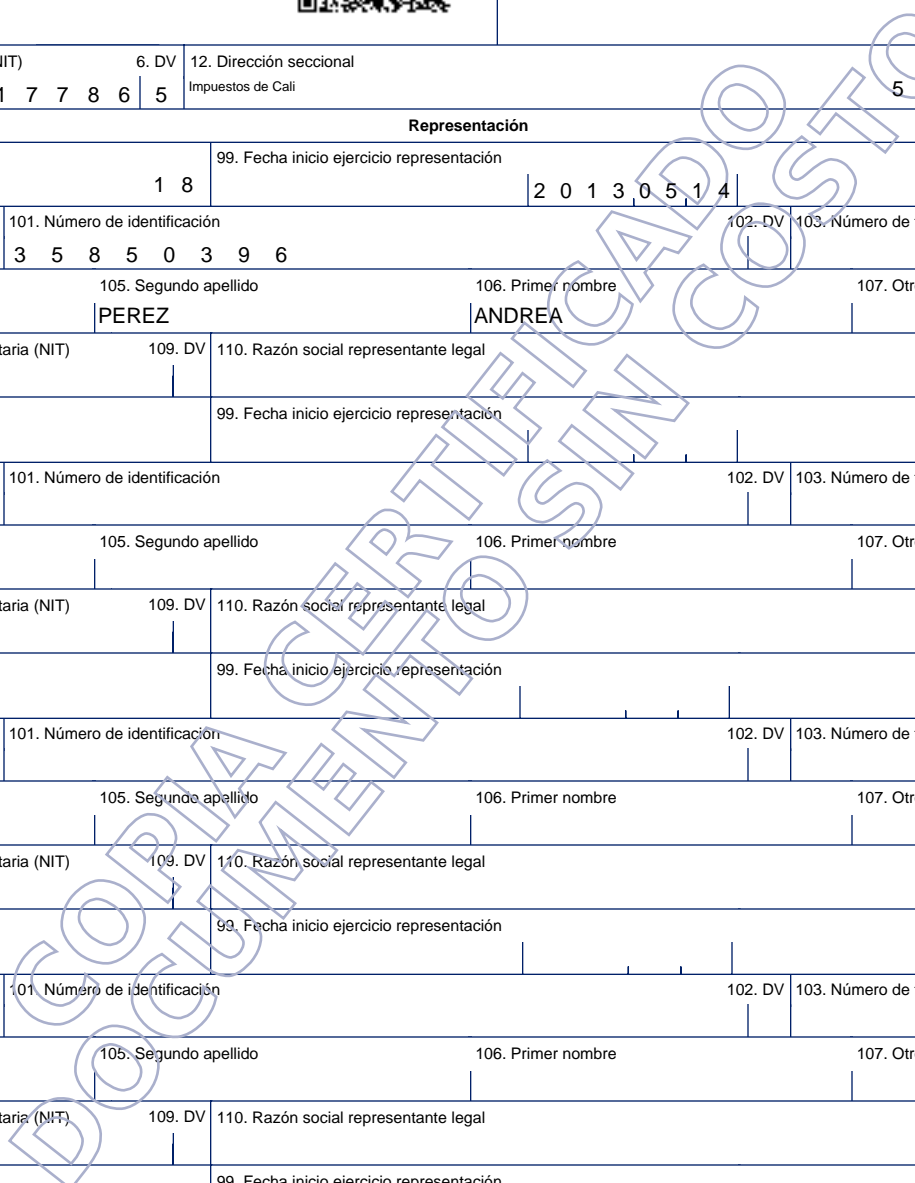 IT) 6. DV 12. Dirección seccional
1 7 7 8 6 5 Impuestos de Cali 5
Representación
99. Fecha inicio ejercicio representación
1 8 2 0 1 3 0 5 1 4
101. Número de identificación 102. DV 103. Número de
3 5 8 5 0 3 9 6
105. Segundo apellido 106. Primer nombre 107. Otr
PEREZ ANDREA
taria (NIT) 109. DV 110. Razón social representante legal
99. Fecha inicio ejercicio representación
101. Número de identificación 102. DV 103. Número de
105. Segundo apellido 106. Primer nombre 107. Otr
taria (NIT) 109. DV 110. Razón social representante legal
99. Fecha inicio ejercicio representación
101. Número de identificación 102. DV 103. Número de
105. Segundo apellido 106. Primer nombre 107. Otr
taria (NIT) 109. DV 110. Razón social representante legal
99. Fecha inicio ejercicio representación
101. Número de identificación 102. DV 103. Número de
105. Segundo apellido 106. Primer nombre 107. Otr
taria (NIT) 109. DV 110. Razón social representante legal
99. Fecha inicio ejercicio representación
COPIA CERTIFICADO
DOCUMENTO SIN COSTO